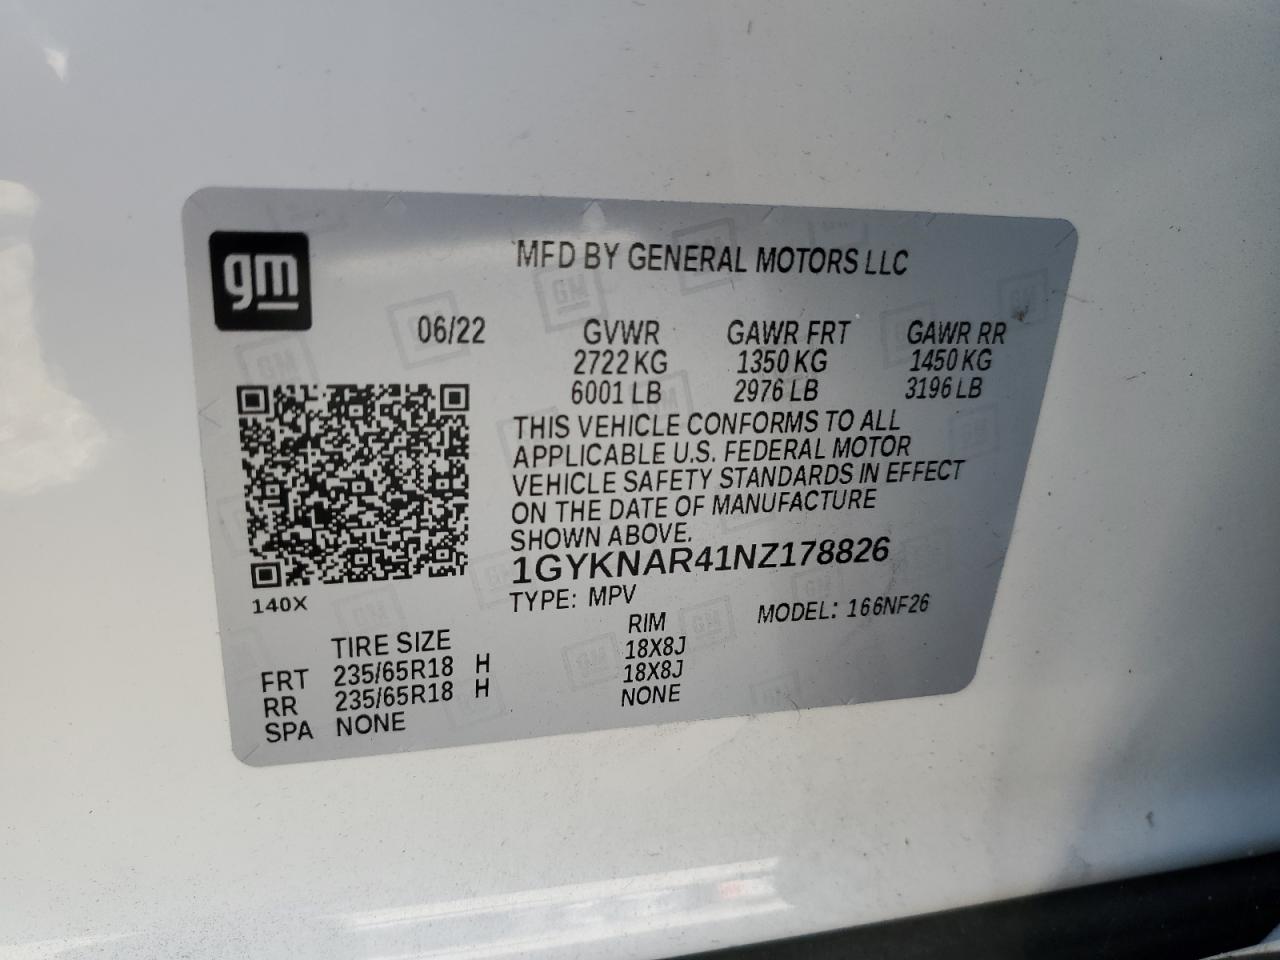 gm
MFD BY GENERAL MOTORS LLC
06/22 GVWR GAWR FRT GAWR RR
2722 KG 1350 KG 1450 KG
6001 LB 2976 LB 3196 LB
THIS VEHICLE CONFORMS TO ALL
APPLICABLE U.S. FEDERAL MOTOR
VEHICLE SAFETY STANDARDS IN EFFECT
ON THE DATE OF MANUFACTURE
SHOWN ABOVE.
1GYKNAR41NZ178826
140X
TYPE: MPV MODEL: 166NF26
TIRE SIZE RIM
FRT 235/65R18 H 18X8J
RR 235/65R18 H 18X8J
SPA NONE NONE